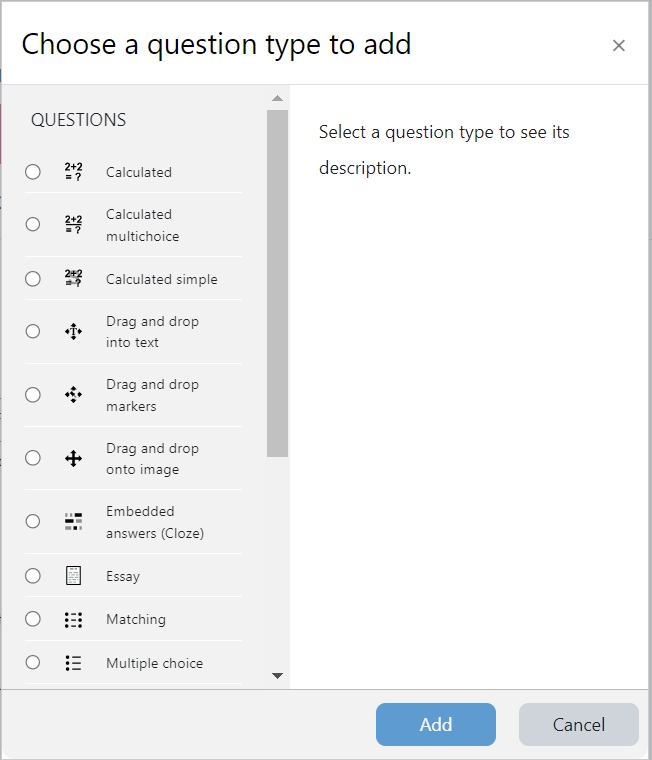 Choose a question type to add
×
QUESTIONS
2+2
= ?
Calculated
2+2
= ?
Calculated
multichoice
2+2
=?
Calculated simple
Drag and drop
into text
Drag and drop
markers
Drag and drop
onto image
Embedded
answers (Cloze)
Essay
Matching
Multiple choice
Select a question type to see its
description.
Add
Cancel